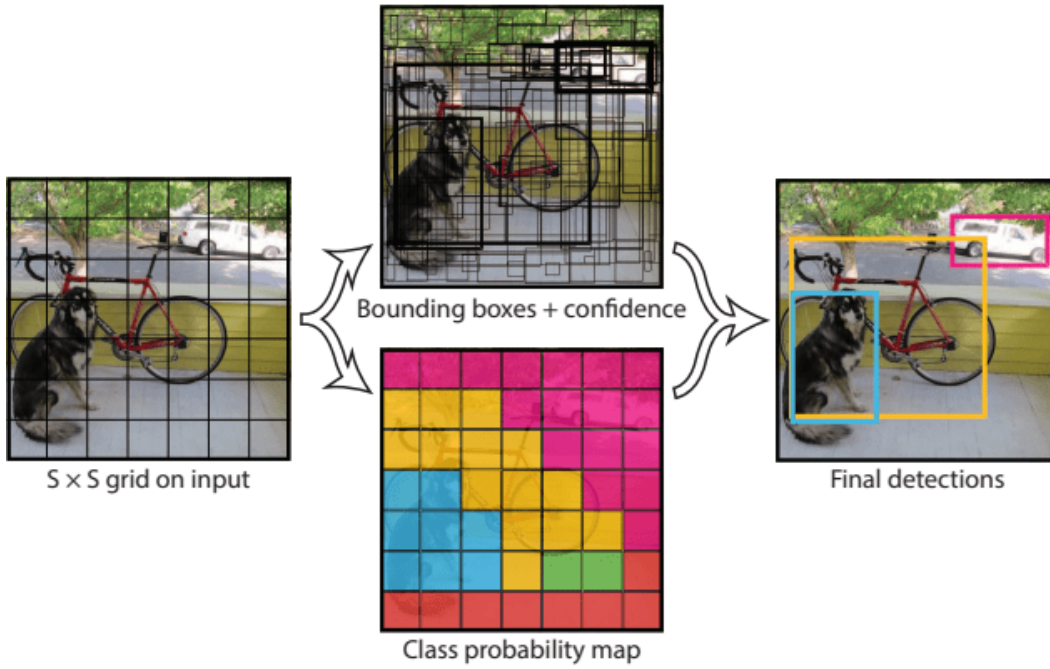 Bounding boxes + confidence
S × S grid on input
Final detections
Class probability map